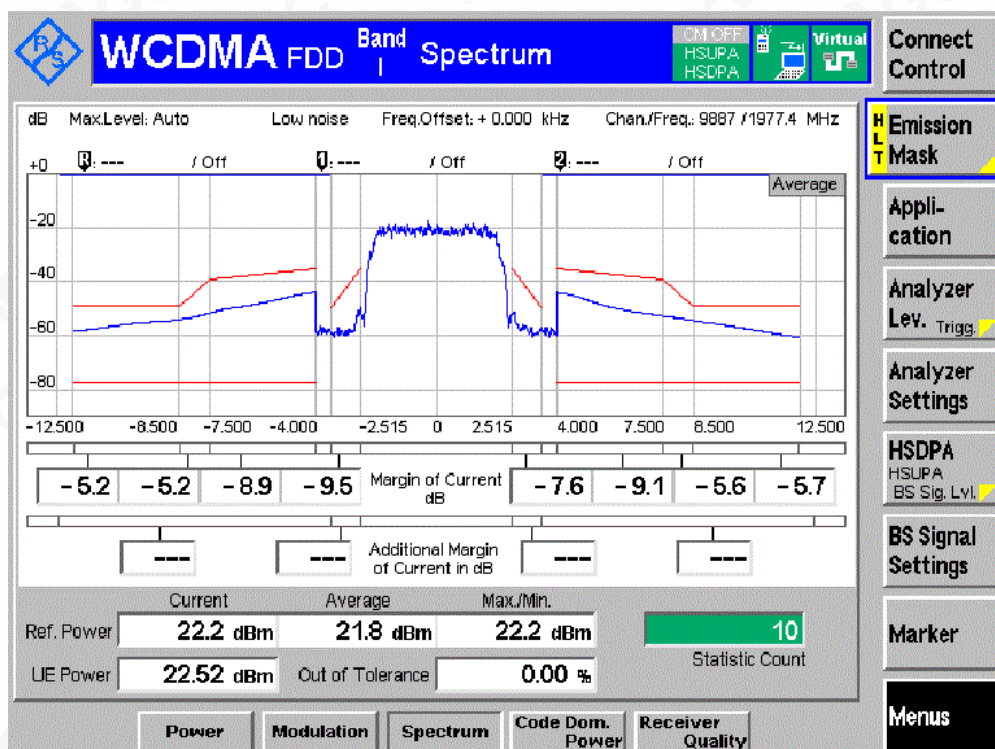 R&S WCDMA FDD Band I Spectrum
CM OFF
HSUPA
HSDPA
Virtual
Connect Control
dB Max.Level: Auto Low noise Freq.Offset: + 0.000 kHz Chan./Freq.: 9887 /1977.4 MHz
R: --- / Off 1: --- / Off 2: --- / Off
+0
Average
-20
-40
-60
-80
-12.500 -8.500 -7.500 -4.000 -2.515 0 2.515 4.000 7.500 8.500 12.500
-5.2 -5.2 -8.9 -9.5 Margin of Current dB -7.6 -9.1 -5.6 -5.7
--- --- Additional Margin of Current in dB --- ---
Current Average Max./Min.
Ref. Power 22.2 dBm 21.8 dBm 22.2 dBm 10
Statistic Count
UE Power 22.52 dBm Out of Tolerance 0.00 %
HLT Emission Mask
Appli-
cation
Analyzer
Lev. Trigg.
Analyzer
Settings
HSDPA
HSUPA
BS Sig. Lvl.
BS Signal
Settings
Marker
Menus
Power Modulation Spectrum Code Dom. Power Receiver Quality